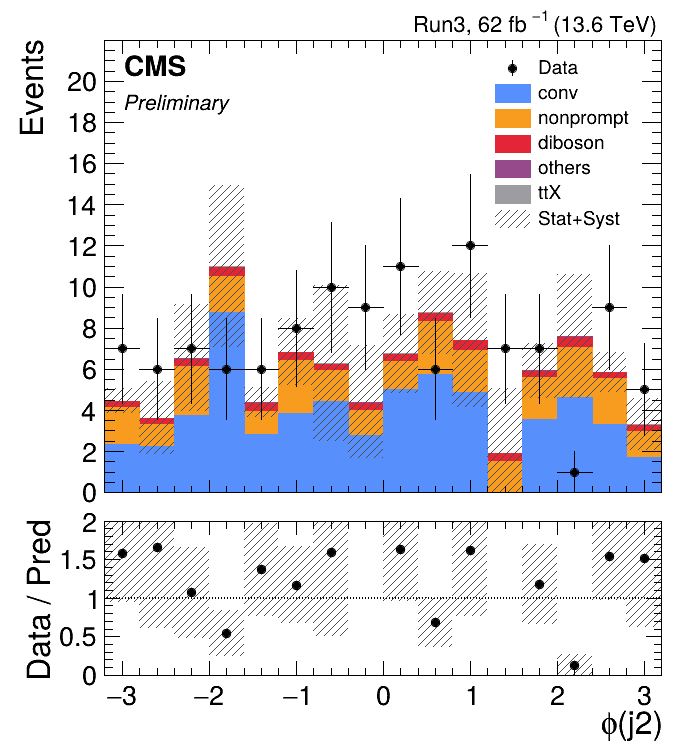 Run3, 62 fb⁻¹ (13.6 TeV)
Events
CMS
Preliminary
Data
conv
nonprompt
diboson
others
ttX
Stat+Syst
20
18
16
14
12
10
8
6
4
2
0
Data / Pred
2
1.5
1
0.5
0
−3 −2 −1 0 1 2 3
ϕ(j2)